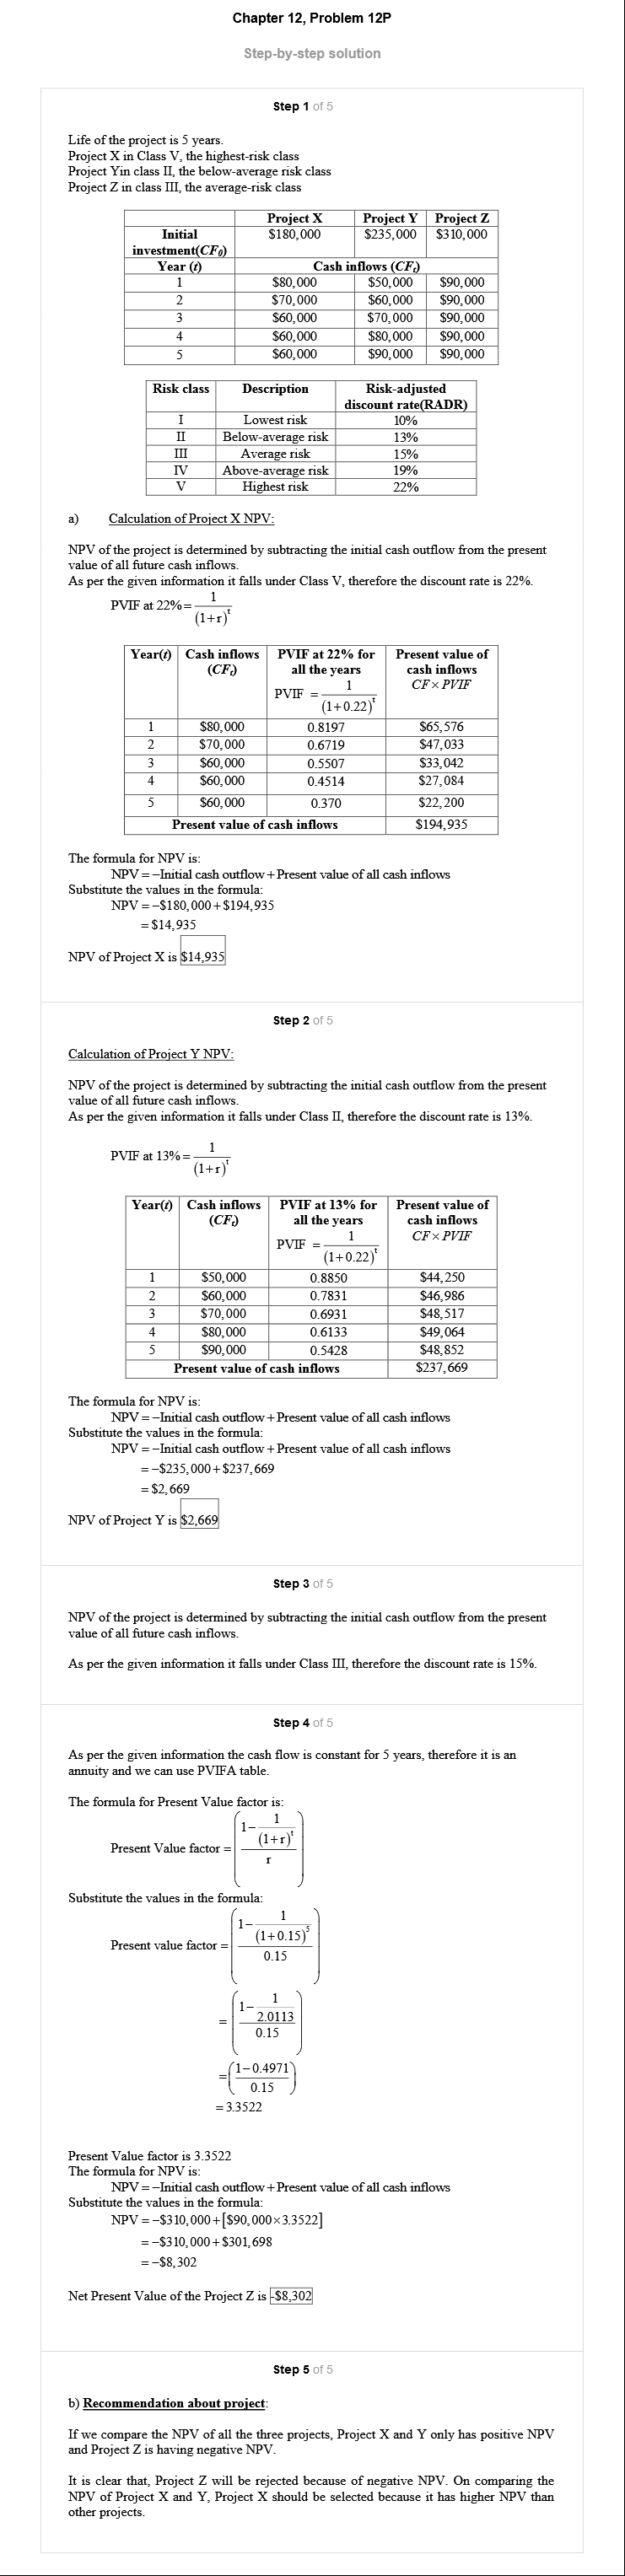 Chapter 12, Problem 12P
Step-by-step solution
Step 1 of 5
Life of the project is 5 years.
Project X in Class V, the highest-risk class
Project Yin class II, the below-average risk class
Project Z in class III, the average-risk class
Project X Project Y Project Z
Initial investment(CF0) $180,000 $235,000 $310,000
Year (t) Cash inflows (CFt)
1 $80,000 $50,000 $90,000
2 $70,000 $60,000 $90,000
3 $60,000 $70,000 $90,000
4 $60,000 $80,000 $90,000
5 $60,000 $90,000 $90,000
Risk class Description Risk-adjusted discount rate(RADR)
I Lowest risk 10%
II Below-average risk 13%
III Average risk 15%
IV Above-average risk 19%
V Highest risk 22%
a) Calculation of Project X NPV:
NPV of the project is determined by subtracting the initial cash outflow from the present
value of all future cash inflows.
As per the given information it falls under Class V, therefore the discount rate is 22%.
PVIF at 22%= 1/(1+r)^t
Year(t) Cash inflows (CFt) PVIF at 22% for all the years PVIF = 1/(1+0.22)^t Present value of cash inflows CF×PVIF
1 $80,000 0.8197 $65,576
2 $70,000 0.6719 $47,033
3 $60,000 0.5507 $33,042
4 $60,000 0.4514 $27,084
5 $60,000 0.370 $22,200
Present value of cash inflows $194,935
The formula for NPV is:
NPV=−Initial cash outflow+Present value of all cash inflows
Substitute the values in the formula:
NPV=−$180,000+$194,935
=$14,935
NPV of Project X is $14,935
Step 2 of 5
Calculation of Project Y NPV:
NPV of the project is determined by subtracting the initial cash outflow from the present
value of all future cash inflows.
As per the given information it falls under Class II, therefore the discount rate is 13%.
PVIF at 13%= 1/(1+r)^t
Year(t) Cash inflows (CFt) PVIF at 13% for all the years PVIF = 1/(1+0.22)^t Present value of cash inflows CF×PVIF
1 $50,000 0.8850 $44,250
2 $60,000 0.7831 $46,986
3 $70,000 0.6931 $48,517
4 $80,000 0.6133 $49,064
5 $90,000 0.5428 $48,852
Present value of cash inflows $237,669
The formula for NPV is:
NPV=−Initial cash outflow+Present value of all cash inflows
Substitute the values in the formula:
NPV=−Initial cash outflow+Present value of all cash inflows
=−$235,000+$237,669
=$2,669
NPV of Project Y is $2,669
Step 3 of 5
NPV of the project is determined by subtracting the initial cash outflow from the present
value of all future cash inflows.
As per the given information it falls under Class III, therefore the discount rate is 15%.
Step 4 of 5
As per the given information the cash flow is constant for 5 years, therefore it is an
annuity and we can use PVIFA table.
The formula for Present Value factor is:
Present Value factor = ((1−1/(1+r)^t)/r)
Substitute the values in the formula:
Present value factor = ((1−1/(1+0.15)^5)/0.15)
= ((1−1/2.0113)/0.15)
=((1−0.4971)/0.15)
=3.3522
Present Value factor is 3.3522
The formula for NPV is:
NPV=−Initial cash outflow+Present value of all cash inflows
Substitute the values in the formula:
NPV=−$310,000+[$90,000×3.3522]
=−$310,000+$301,698
=−$8,302
Net Present Value of the Project Z is -$8,302
Step 5 of 5
b) Recommendation about project:
If we compare the NPV of all the three projects, Project X and Y only has positive NPV
and Project Z is having negative NPV.
It is clear that, Project Z will be rejected because of negative NPV. On comparing the
NPV of Project X and Y, Project X should be selected because it has higher NPV than
other projects.